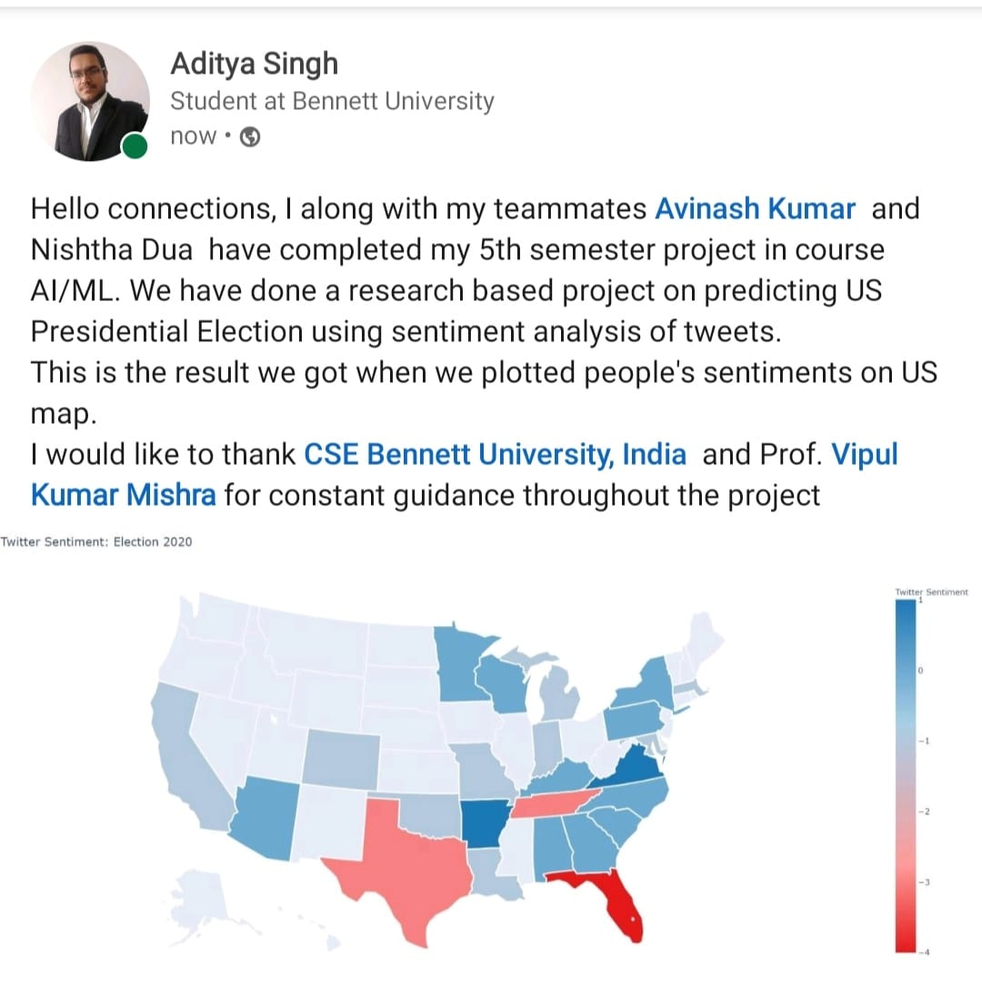 Aditya Singh
Student at Bennett University
now •
Hello connections, I along with my teammates Avinash Kumar and
Nishtha Dua have completed my 5th semester project in course
AI/ML. We have done a research based project on predicting US
Presidential Election using sentiment analysis of tweets.
This is the result we got when we plotted people's sentiments on US
map.
I would like to thank CSE Bennett University, India and Prof. Vipul
Kumar Mishra for constant guidance throughout the project
Twitter Sentiment: Election 2020
Twitter Sentiment
1
0
−1
−2
−3
−4